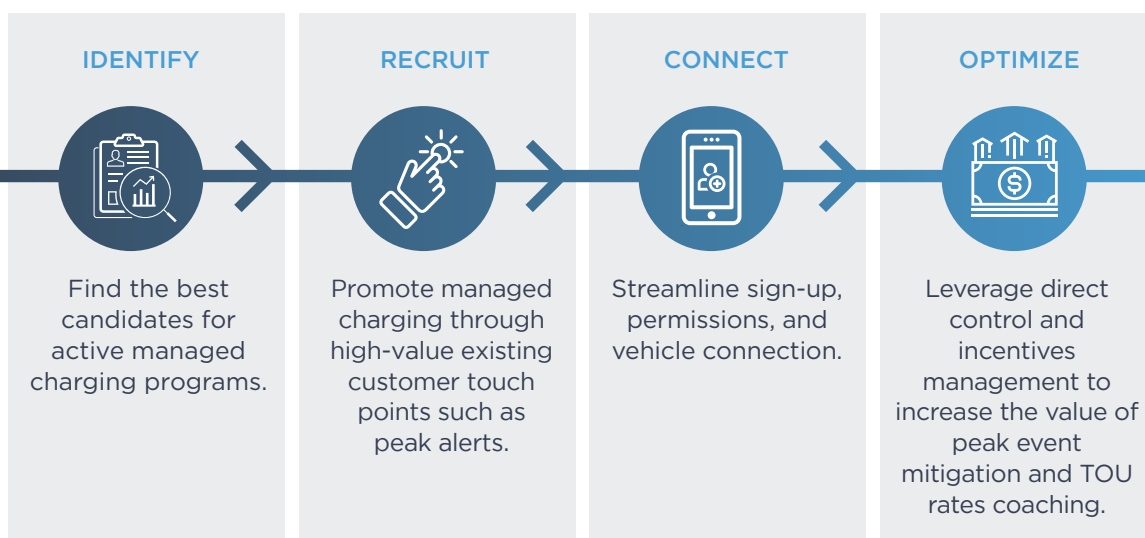 IDENTIFY
Find the best
candidates for
active managed
charging programs.
RECRUIT
Promote managed
charging through
high-value existing
customer touch
points such as
peak alerts.
CONNECT
Streamline sign-up,
permissions, and
vehicle connection.
OPTIMIZE
$
Leverage direct
control and
incentives
management to
increase the value of
peak event
mitigation and TOU
rates coaching.